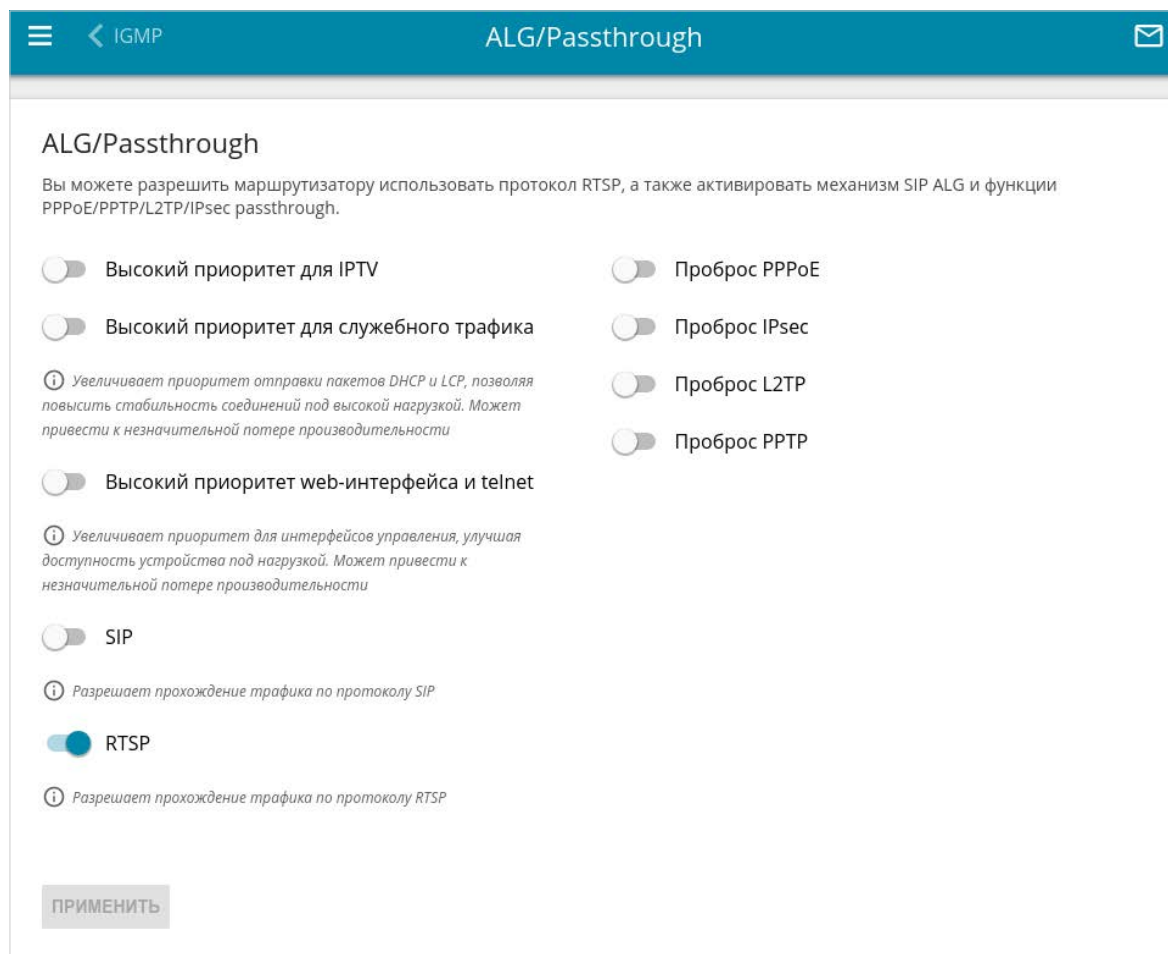 IGMP
ALG/Passthrough
ALG/Passthrough
Вы можете разрешить маршрутизатору использовать протокол RTSP, а также активировать механизм SIP ALG и функции
PPPoE/PPTP/L2TP/IPsec passthrough.
Высокий приоритет для IPTV
Высокий приоритет для служебного трафика
Увеличивает приоритет отправки пакетов DHCP и LCP, позволяя
повысить стабильность соединений под высокой нагрузкой. Может
привести к незначительной потере производительности
Высокий приоритет web-интерфейса и telnet
Увеличивает приоритет для интерфейсов управления, улучшая
доступность устройства под нагрузкой. Может привести к
незначительной потере производительности
SIP
Разрешает прохождение трафика по протоколу SIP
RTSP
Разрешает прохождение трафика по протоколу RTSP
Проброс PPPoE
Проброс IPsec
Проброс L2TP
Проброс PPTP
ПРИМЕНИТЬ